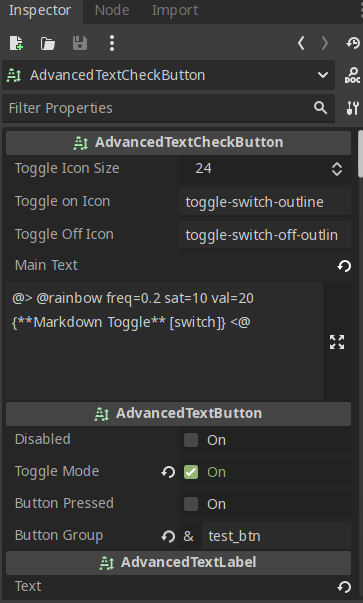 Inspector Node Import
AdvancedTextCheckButton
Filter Properties
AdvancedTextCheckButton
Toggle Icon Size 24
Toggle on Icon toggle-switch-outline
Toggle Off Icon toggle-switch-off-outlin
Main Text
@> @rainbow freq=0.2 sat=10 val=20
{**Markdown Toggle** [switch]} <@
AdvancedTextButton
Disabled On
Toggle Mode On
Button Pressed On
Button Group & test_btn
AdvancedTextLabel
Text